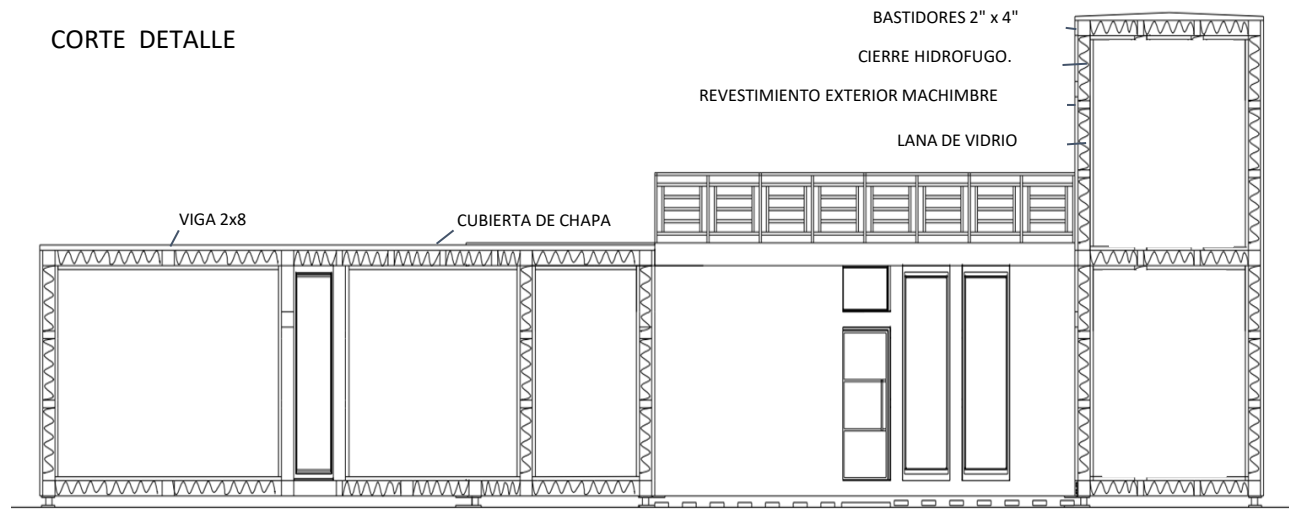 CORTE DETALLE
BASTIDORES 2" x 4"
CIERRE HIDROFUGO.
REVESTIMIENTO EXTERIOR MACHIMBRE
LANA DE VIDRIO
VIGA 2x8
CUBIERTA DE CHAPA